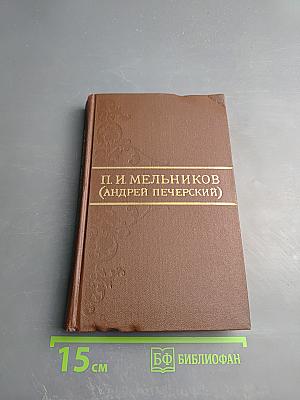 П. И. МЕЛЬНИКОВ
(АНДРЕЙ ПЕЧЕРСКИЙ)
15 см
БФ БИБЛИОФАН